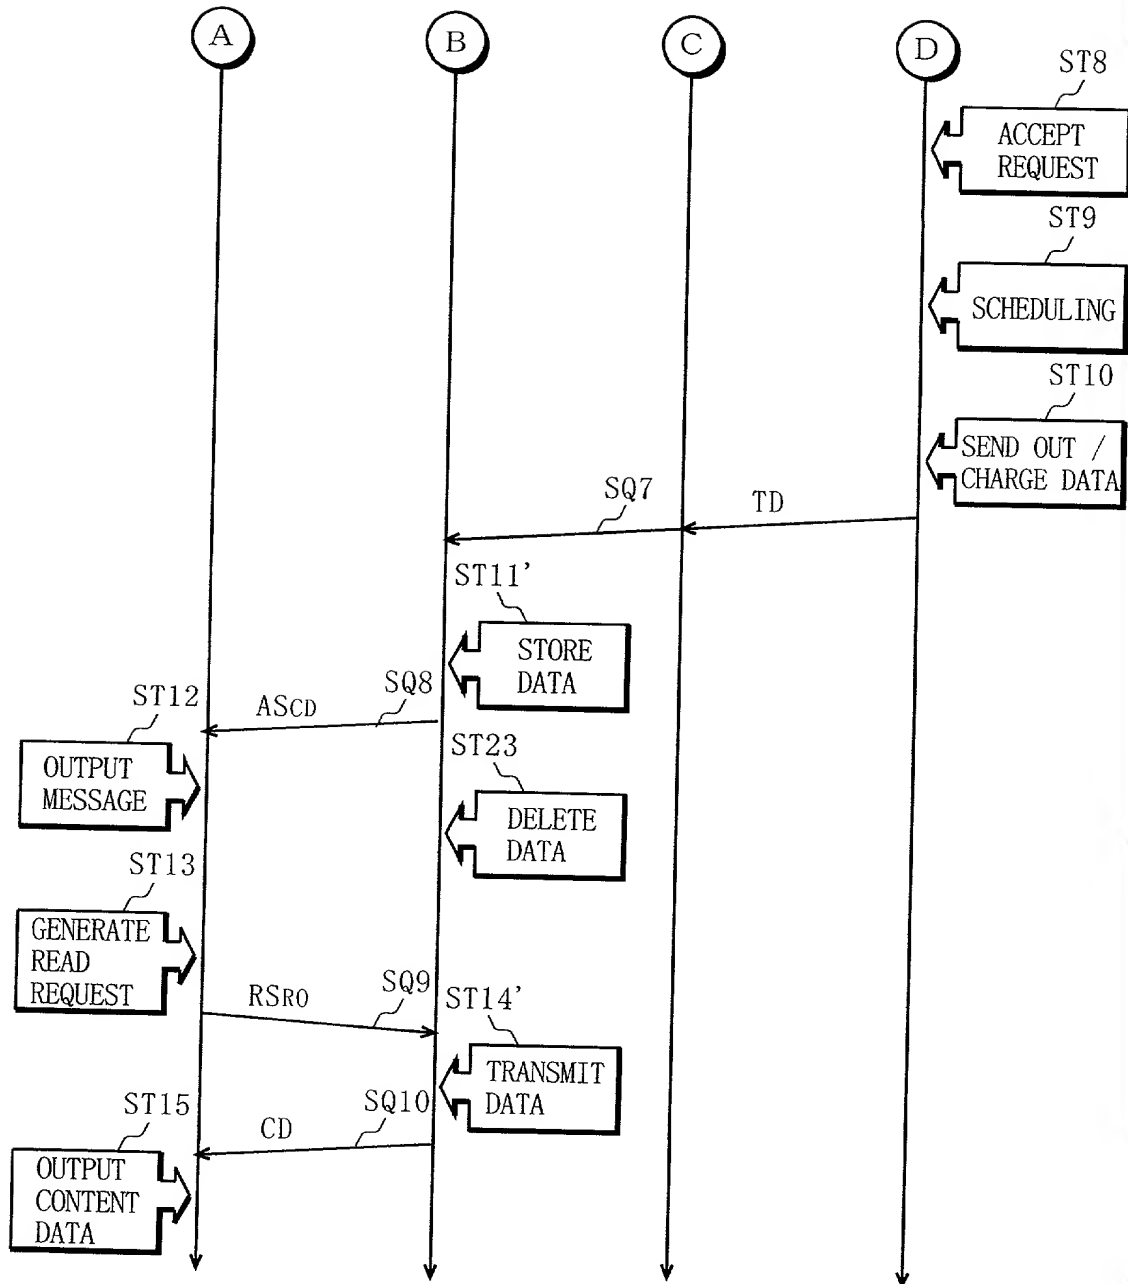 A
B
C
D
ST8
ACCEPT
REQUEST
ST9
SCHEDULING
ST10
SEND OUT /
CHARGE DATA
SQ7
TD
ST11'
STORE
DATA
SQ8
ASCD
ST12
OUTPUT
MESSAGE
ST23
DELETE
DATA
ST13
GENERATE
READ
REQUEST
RSRO
SQ9
ST14'
TRANSMIT
DATA
SQ10
CD
ST15
OUTPUT
CONTENT
DATA